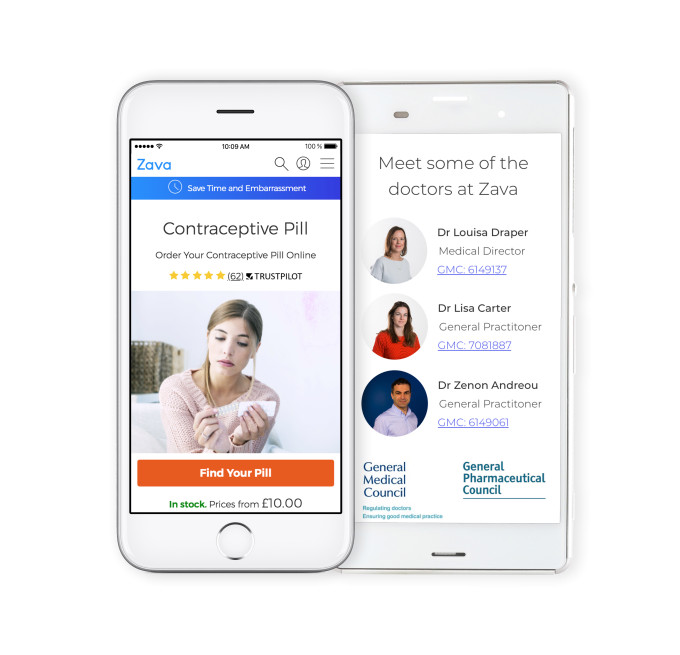 10:09 AM
100 %
Zava
Save Time and Embarrassment
Contraceptive Pill
Order Your Contraceptive Pill Online
(62) TRUSTPILOT
Find Your Pill
In stock. Prices from £10.00
Meet some of the
doctors at Zava
Dr Louisa Draper
Medical Director
GMC: 6149137
Dr Lisa Carter
General Practitoner
GMC: 7081887
Dr Zenon Andreou
General Practitoner
GMC: 6149061
General
Medical
Council
Regulating doctors
Ensuring good medical practice
General
Pharmaceutical
Council